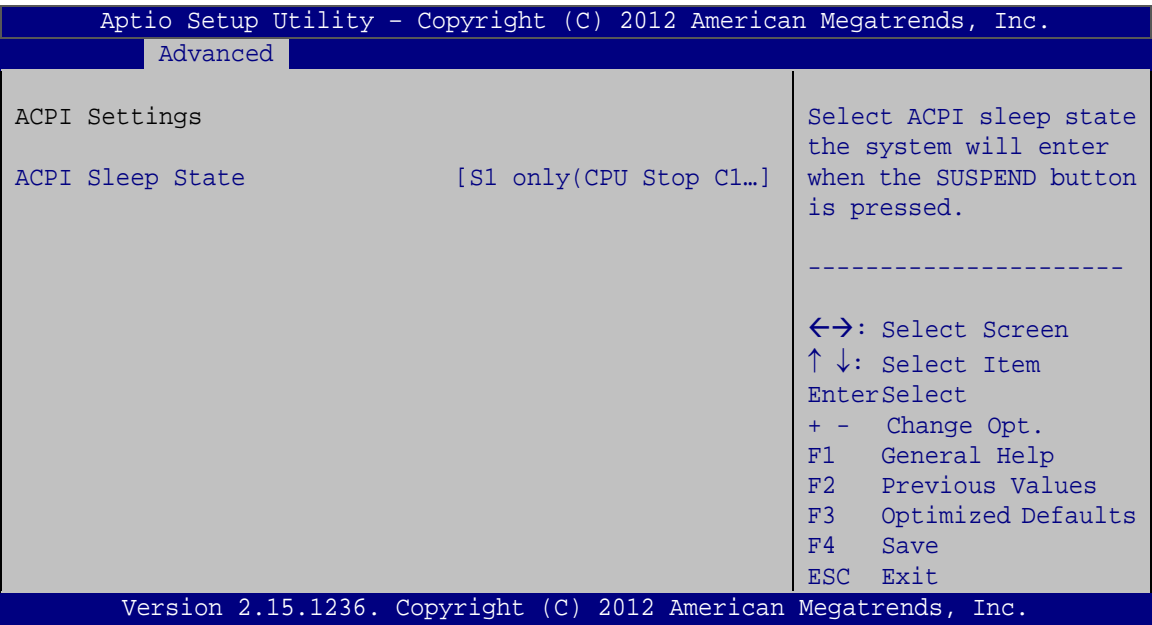 Aptio Setup Utility – Copyright (C) 2012 American Megatrends, Inc.
Advanced
ACPI Settings
ACPI Sleep State [S1 only(CPU Stop C1…]
Select ACPI sleep state
the system will enter
when the SUSPEND button
is pressed.
----------------------
←→: Select Screen
↑ ↓: Select Item
EnterSelect
+ - Change Opt.
F1 General Help
F2 Previous Values
F3 Optimized Defaults
F4 Save
ESC Exit
Version 2.15.1236. Copyright (C) 2012 American Megatrends, Inc.